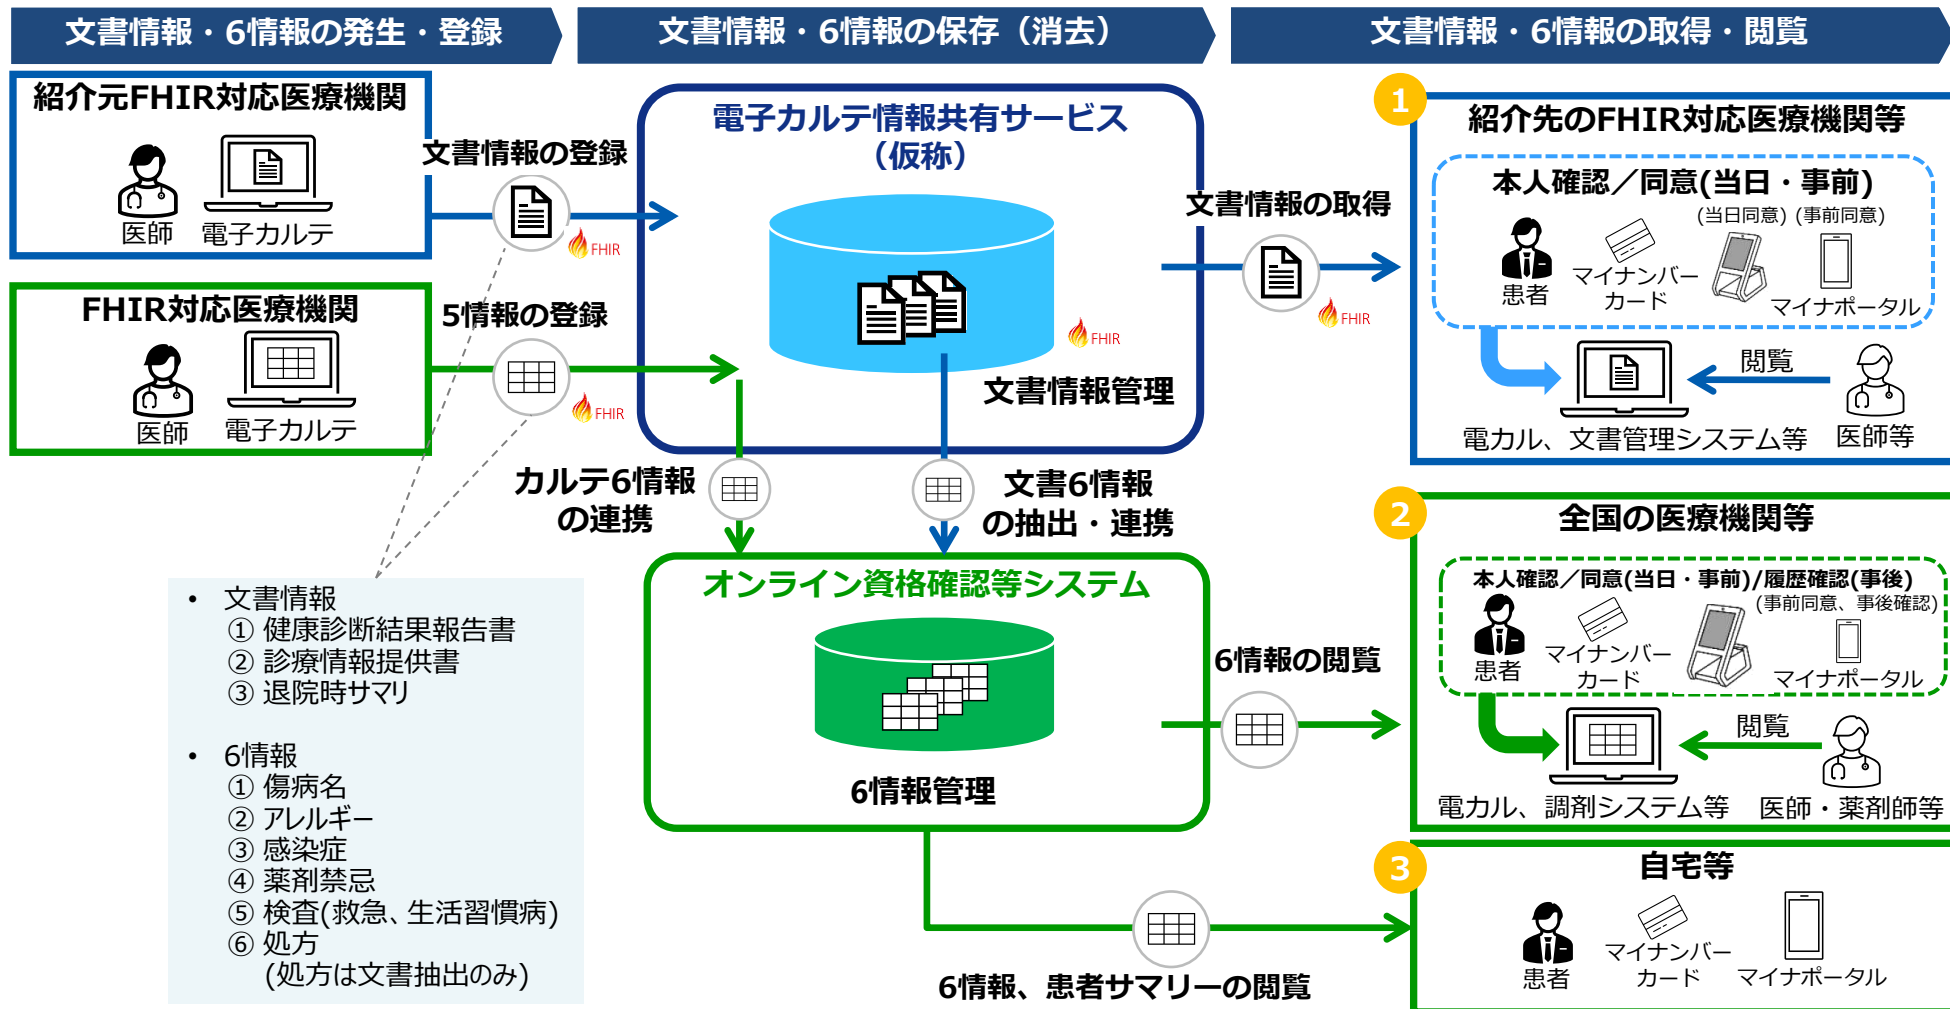 文書情報・6情報の発生・登録
文書情報・6情報の保存（消去）
文書情報・6情報の取得・閲覧
紹介元FHIR対応医療機関
医師
電子カルテ
文書情報の登録
FHIR
FHIR対応医療機関
医師
電子カルテ
5情報の登録
FHIR
電子カルテ情報共有サービス
（仮称）
FHIR
文書情報管理
カルテ6情報
の連携
文書6情報
の抽出・連携
オンライン資格確認等システム
6情報管理
文書情報の取得
FHIR
6情報の閲覧
6情報、患者サマリーの閲覧
• 文書情報
① 健康診断結果報告書
② 診療情報提供書
③ 退院時サマリ
• 6情報
① 傷病名
② アレルギー
③ 感染症
④ 薬剤禁忌
⑤ 検査(救急、生活習慣病)
⑥ 処方
(処方は文書抽出のみ)
1
紹介先のFHIR対応医療機関等
本人確認／同意(当日・事前)
(当日同意) (事前同意)
患者
マイナンバー
カード
マイナポータル
閲覧
電カル、文書管理システム等
医師等
2
全国の医療機関等
本人確認／同意(当日・事前)/履歴確認(事後)
(事前同意、事後確認)
患者
マイナンバー
カード
マイナポータル
閲覧
電カル、調剤システム等
医師・薬剤師等
3
自宅等
患者
マイナンバー
カード
マイナポータル